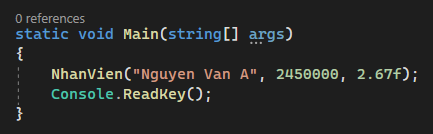 0 references
static void Main(string[] args)
{
    NhanVien("Nguyen Van A", 2450000, 2.67f);
    Console.ReadKey();
}